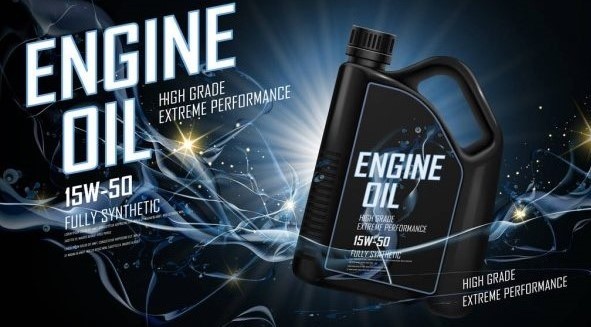 ENGINE
OIL
HIGH GRADE
EXTREME PERFORMANCE
15W-50
FULLY SYNTHETIC
ENGINE
OIL
HIGH GRADE
EXTREME PERFORMANCE
15W-50
FULLY SYNTHETIC
HIGH GRADE
EXTREME PERFORMANCE